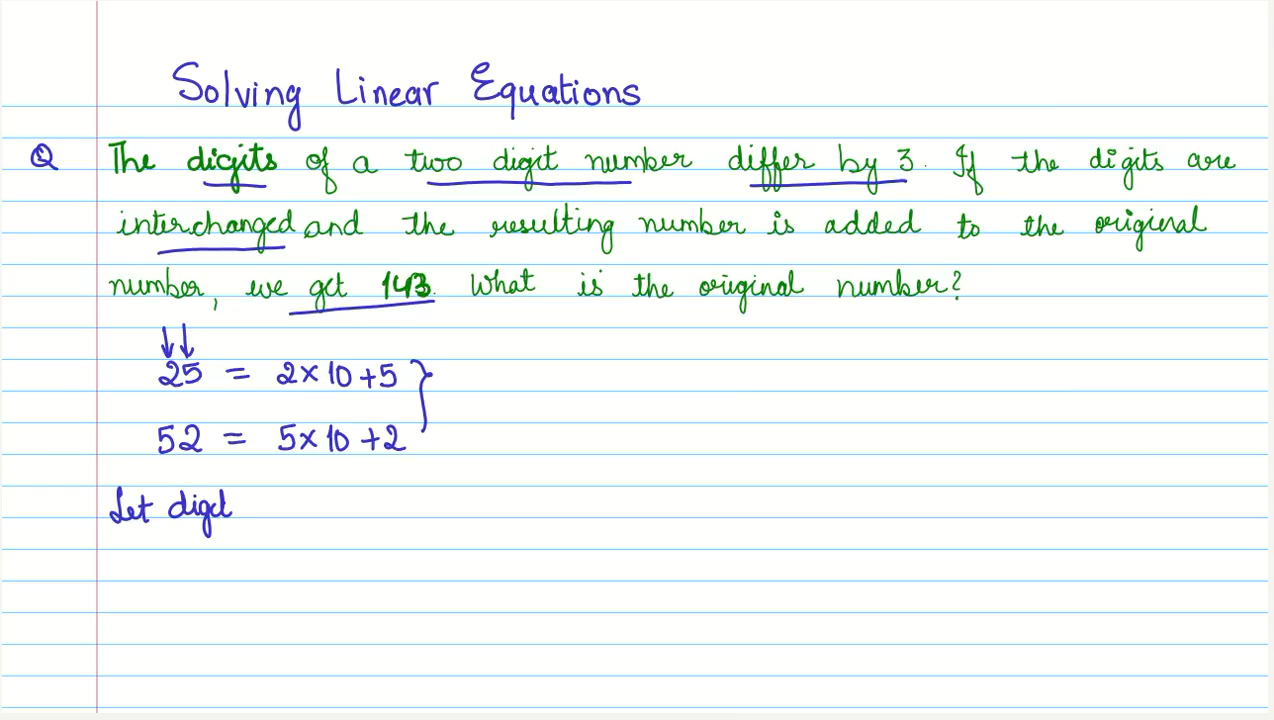 Solving Linear Equations
Q The digits of a two digit number differ by 3. If the digits are
interchanged, and the resulting number is added to the original
number, we get 143. What is the original number?
25 = 2×10+5
52 = 5×10+2
Let digit